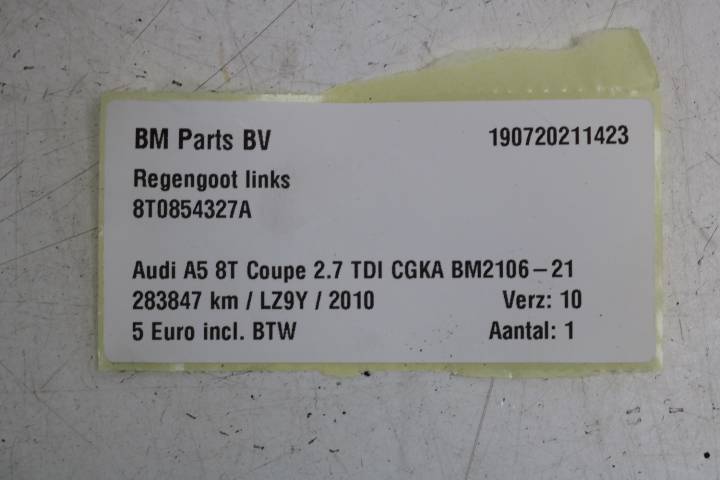 BM Parts BV 190720211423
Regengoot links
8T0854327A
Audi A5 8T Coupe 2.7 TDI CGKA BM2106-21
283847 km / LZ9Y / 2010 Verz: 10
5 Euro incl. BTW Aantal: 1